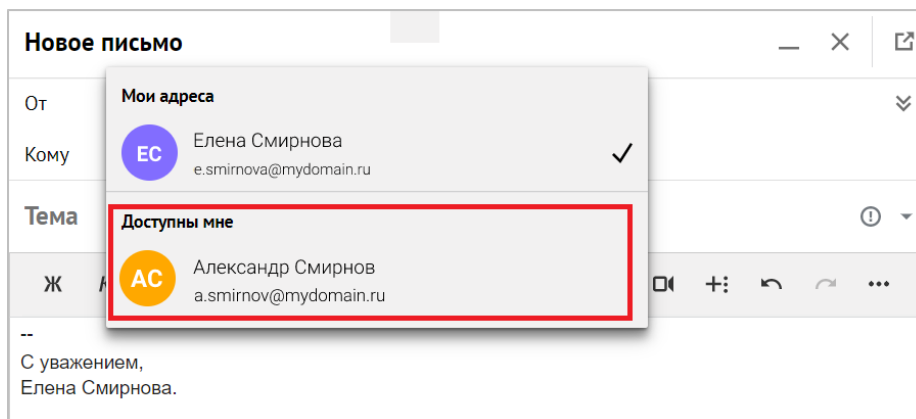 Новое письмо
От
Мои адреса
ЕС
Елена Смирнова
e.smirnova@mydomain.ru
Кому
Тема
Доступны мне
АС
Александр Смирнов
a.smirnov@mydomain.ru
Ж
--
С уважением,
Елена Смирнова.